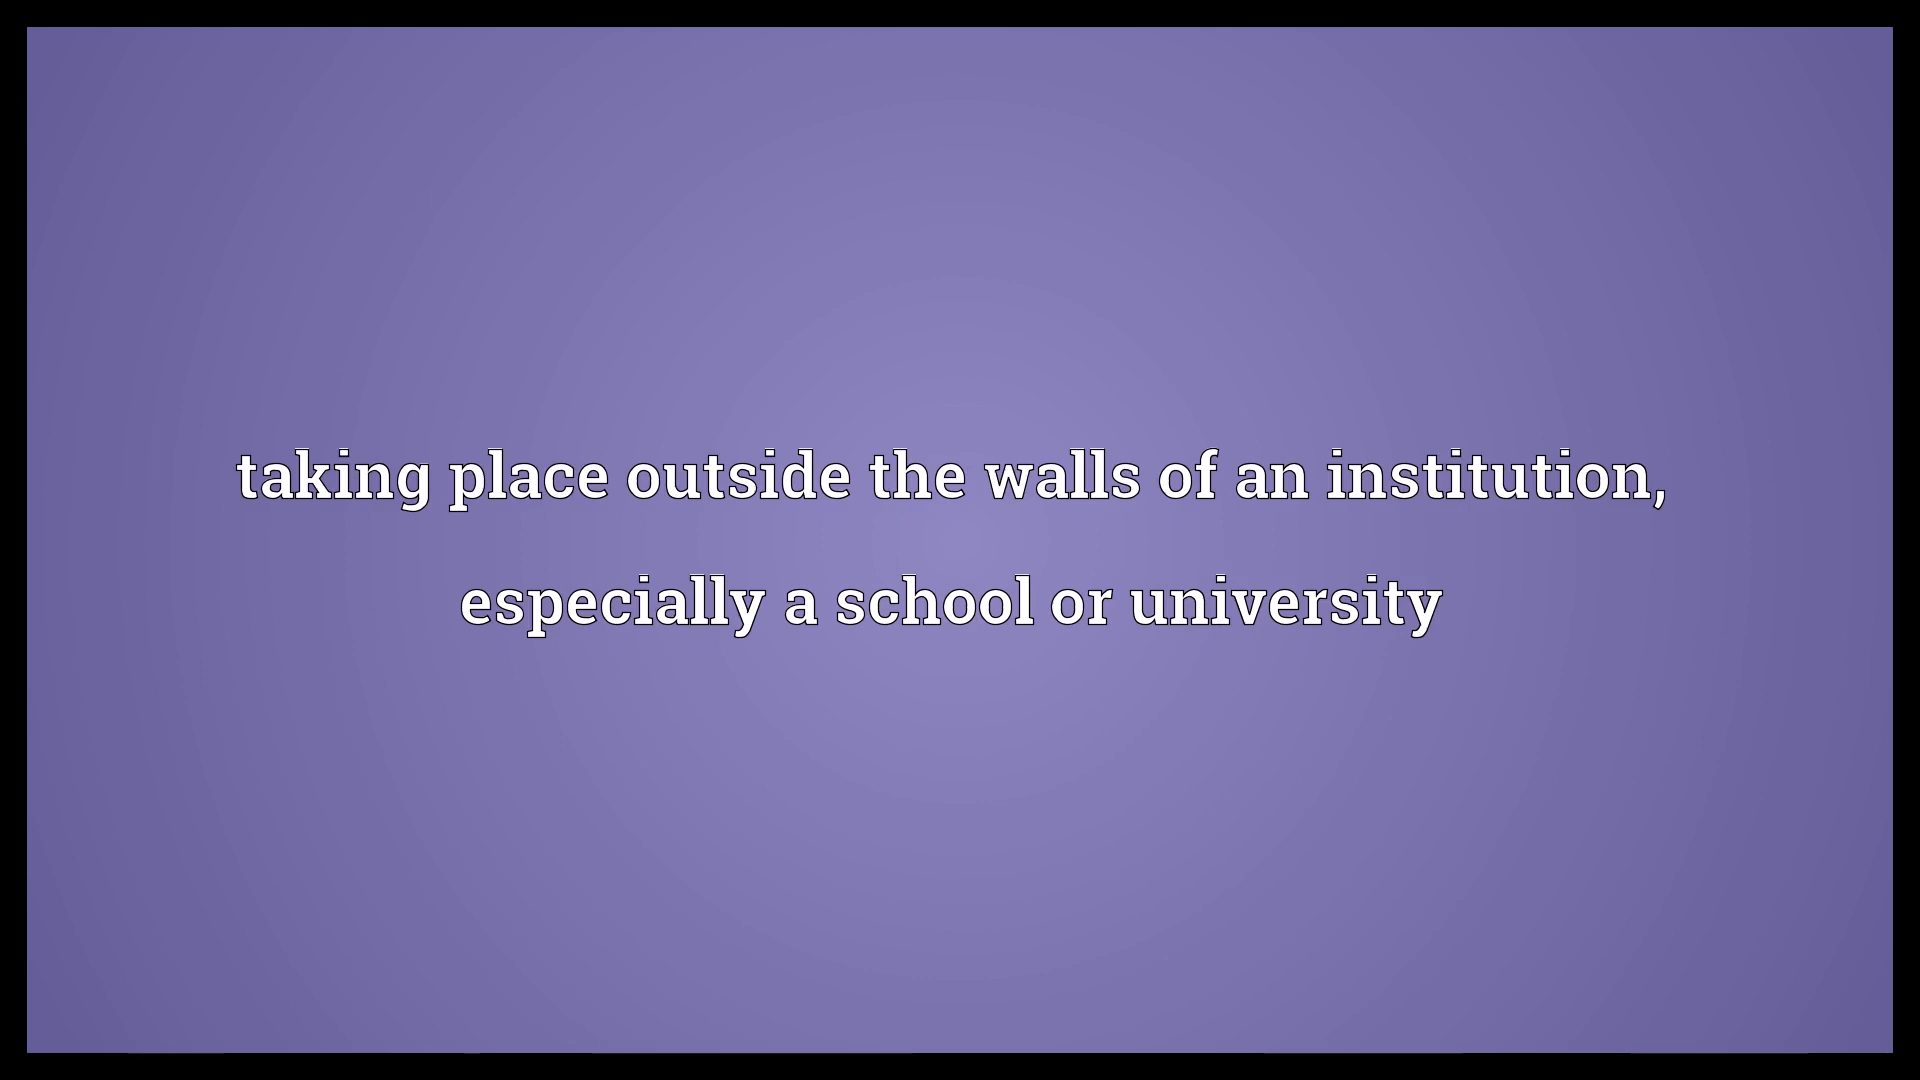 taking place outside the walls of an institution,
especially a school or university